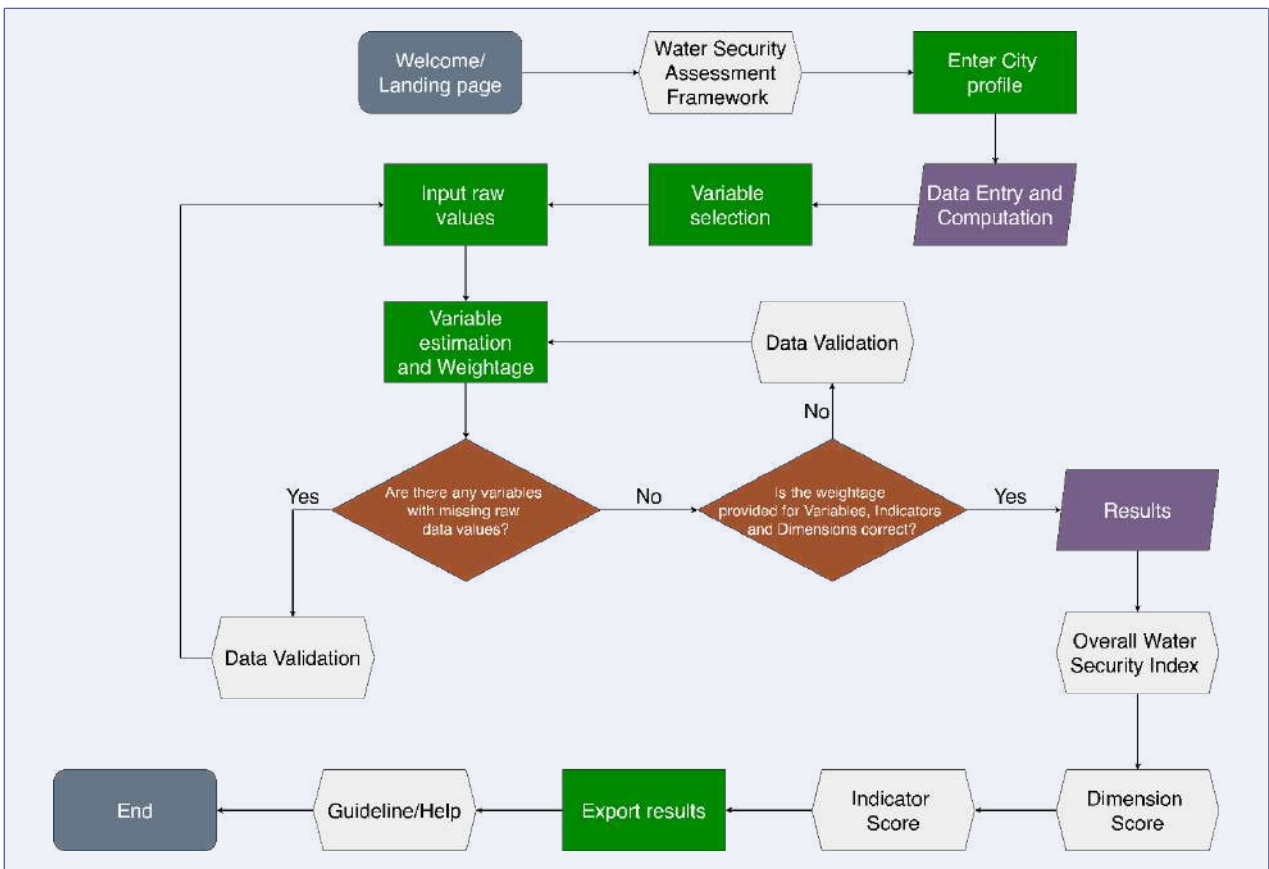 Welcome/
Landing page
Water Security
Assessment
Framework
Enter City
profile
Input raw
values
Variable
selection
Data Entry and
Computation
Variable
estimation
and Weightage
Data Validation
No
Yes
Are there any variables
with missing raw
data values?
No
Is the weightage
provided for Variables, Indicators
and Dimensions correct?
Yes
Results
Data Validation
Overall Water
Security Index
End
Guideline/Help
Export results
Indicator
Score
Dimension
Score